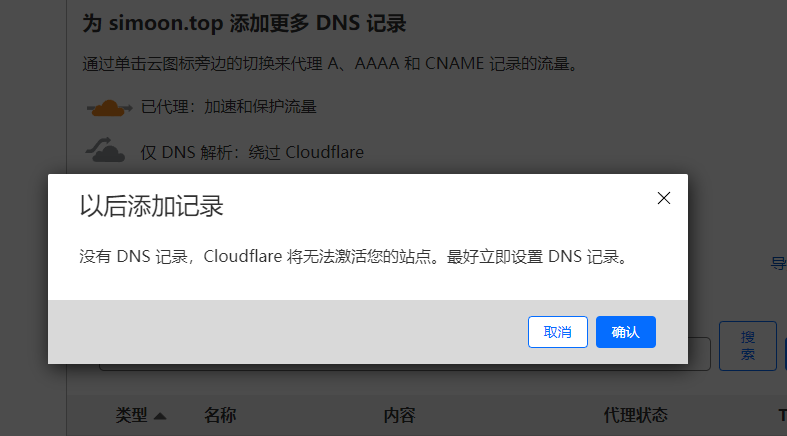 为 simoon.top 添加更多 DNS 记录
通过单击云图标旁边的切换来代理 A、AAAA 和 CNAME 记录的流量。
已代理：加速和保护流量
仅 DNS 解析：绕过 Cloudflare
以后添加记录
没有 DNS 记录，Cloudflare 将无法激活您的站点。最好立即设置 DNS 记录。
导
取消 确认
搜
索
类型 名称 内容 代理状态 T